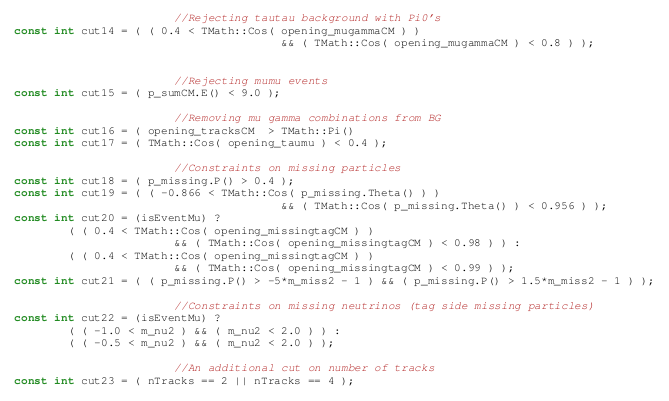 //Rejecting tautau background with Pi0's
const int cut14 = ( ( 0.4 < TMath::Cos( opening_mugammaCM ) )
&& ( TMath::Cos( opening_mugammaCM ) < 0.8 ) );
//Rejecting mumu events
const int cut15 = ( p_sumCM.E() < 9.0 );
//Removing mu gamma combinations from BG
const int cut16 = ( opening_tracksCM > TMath::Pi()
const int cut17 = ( TMath::Cos( opening_taumu ) < 0.4 );
//Constraints on missing particles
const int cut18 = ( p_missing.P() > 0.4 );
const int cut19 = ( ( -0.866 < TMath::Cos( p_missing.Theta() ) )
&& ( TMath::Cos( p_missing.Theta() ) < 0.956 ) );
const int cut20 = (isEventMu) ?
( ( 0.4 < TMath::Cos( opening_missingtagCM ) )
&& ( TMath::Cos( opening_missingtagCM ) < 0.98 ) ) :
( ( 0.4 < TMath::Cos( opening_missingtagCM ) )
&& ( TMath::Cos( opening_missingtagCM ) < 0.99 ) );
const int cut21 = ( ( p_missing.P() > -5*m_miss2 - 1 ) && ( p_missing.P() > 1.5*m_miss2 - 1 ) );
//Constraints on missing neutrinos (tag side missing particles)
const int cut22 = (isEventMu) ?
( ( -1.0 < m_nu2 ) && ( m_nu2 < 2.0 ) ) :
( ( -0.5 < m_nu2 ) && ( m_nu2 < 2.0 ) );
//An additional cut on number of tracks
const int cut23 = ( nTracks == 2 || nTracks == 4 );